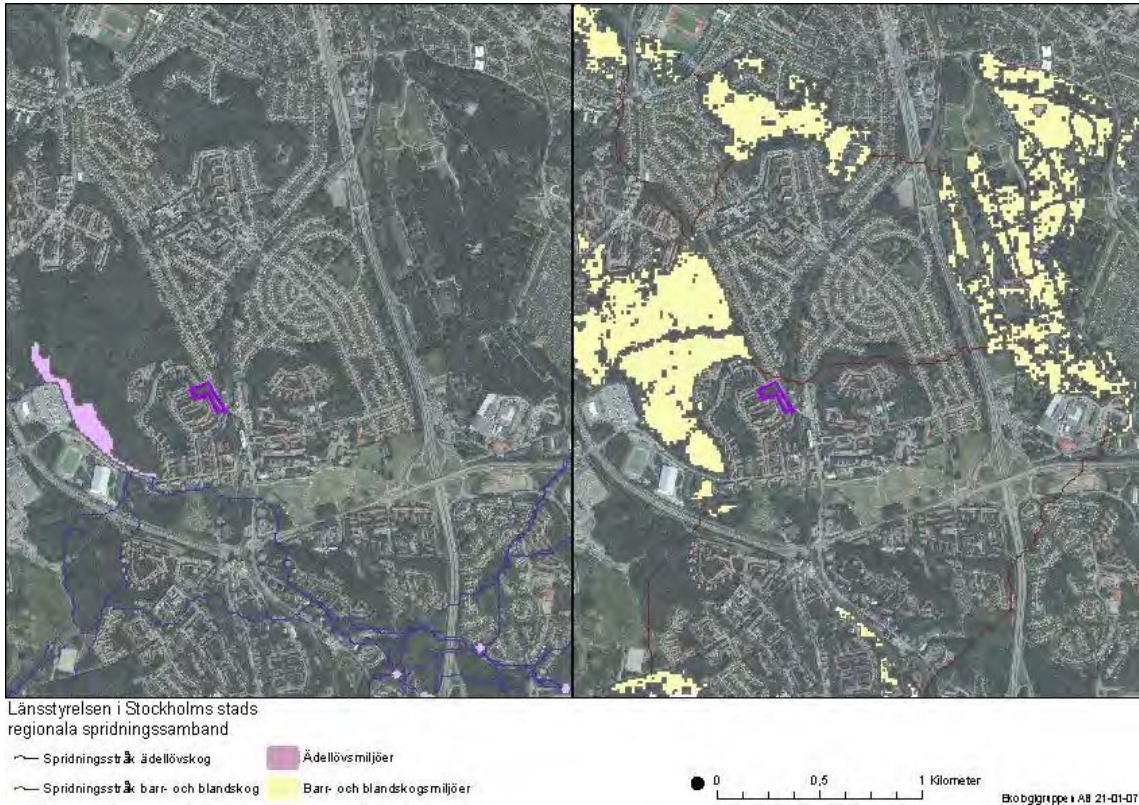 Länsstyrelsen i Stockholms stads
regionala spridningssamband
Spridningsstråk ädellövskog
Ädellövsmiljöer
Spridningsstråk barr- och blandskog
Barr- och blandskogsmiljöer
0 0,5 1 Kilometer
Ekologigruppen AB 21-01-07